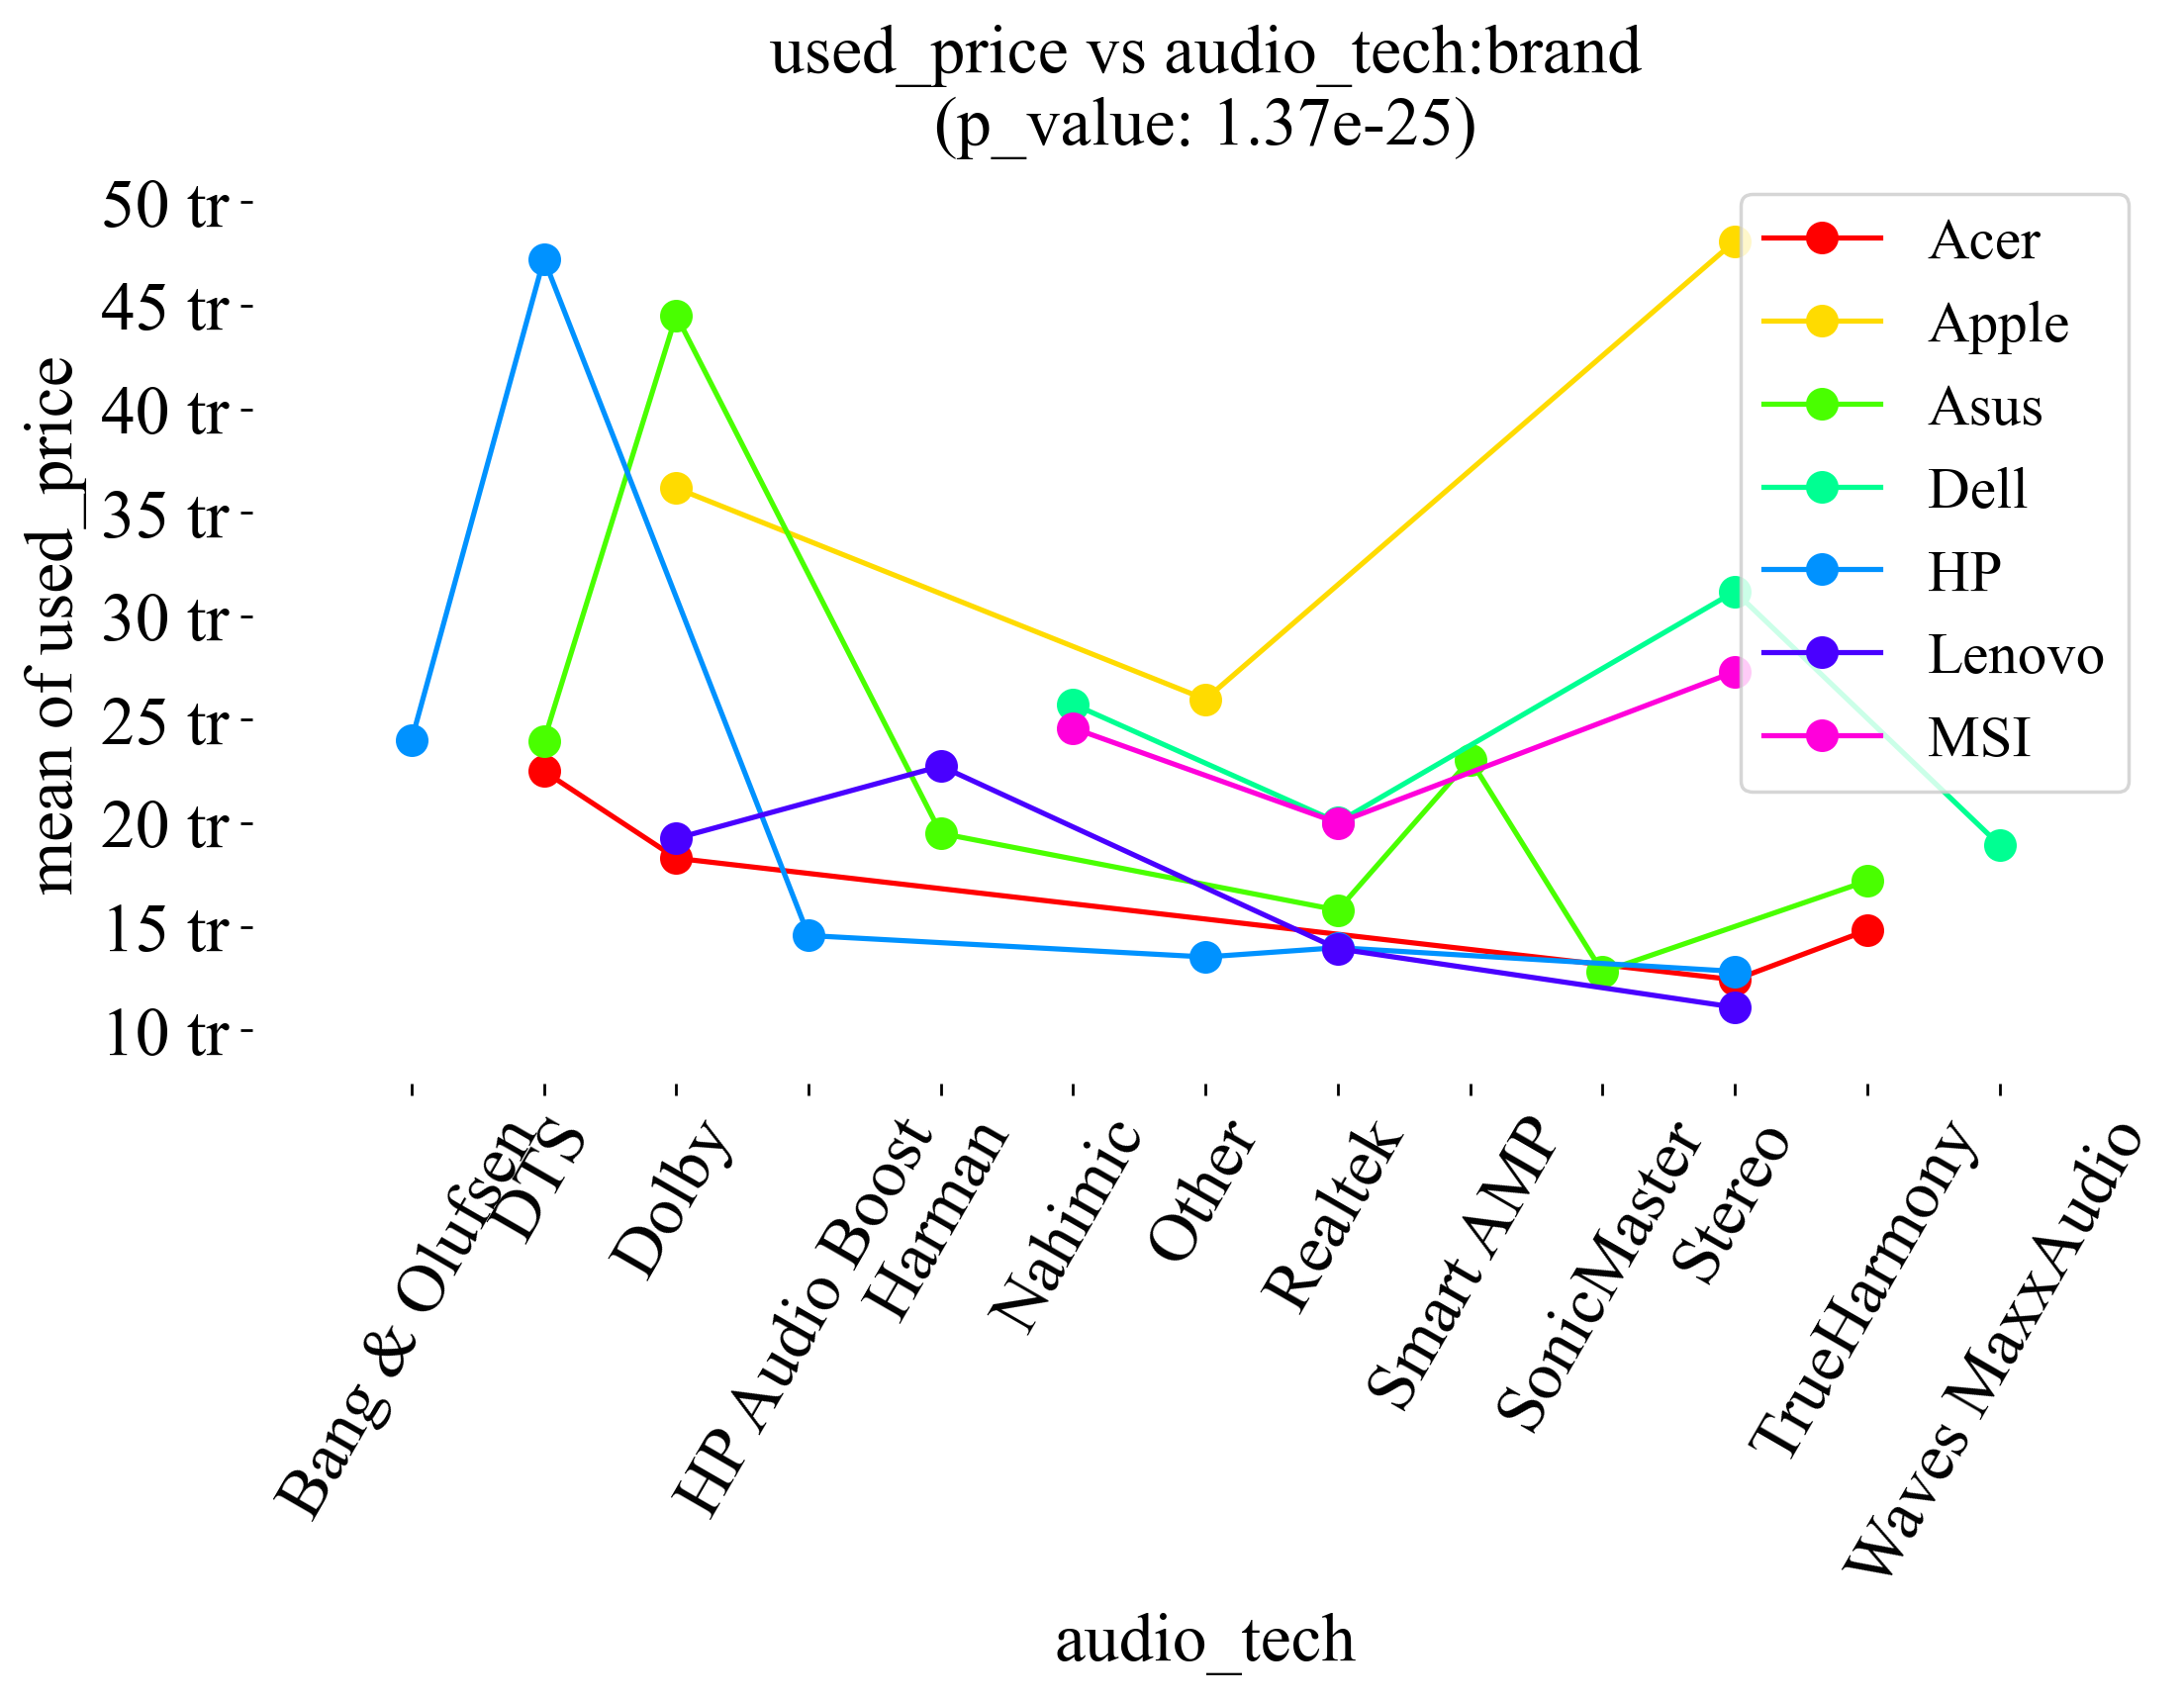 used_price vs audio_tech:brand
(p_value: 1.37e-25)
mean of used_price
50 tr
45 tr
40 tr
35 tr
30 tr
25 tr
20 tr
15 tr
10 tr
Acer
Apple
Asus
Dell
HP
Lenovo
MSI
Bang & Olufsen
DTS
Dolby
HP Audio Boost
Harman
Nahimic
Other
Realtek
Smart AMP
SonicMaster
Stereo
TrueHarmony
Waves MaxxAudio
audio_tech